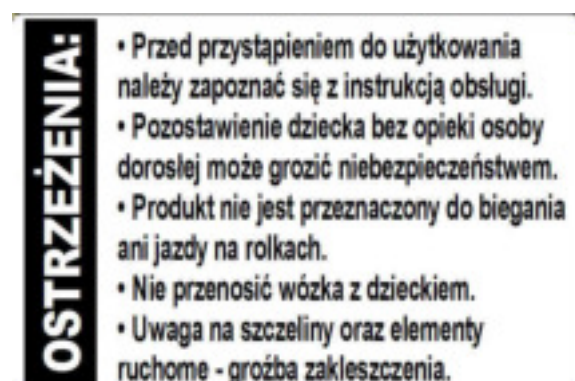 OSTRZEŻENIA:
• Przed przystąpieniem do użytkowania
należy zapoznać się z instrukcją obsługi.
• Pozostawienie dziecka bez opieki osoby
dorosłej może grozić niebezpieczeństwem.
• Produkt nie jest przeznaczony do biegania
ani jazdy na rolkach.
• Nie przenosić wózka z dzieckiem.
• Uwaga na szczeliny oraz elementy
ruchome - groźba zakleszczenia.